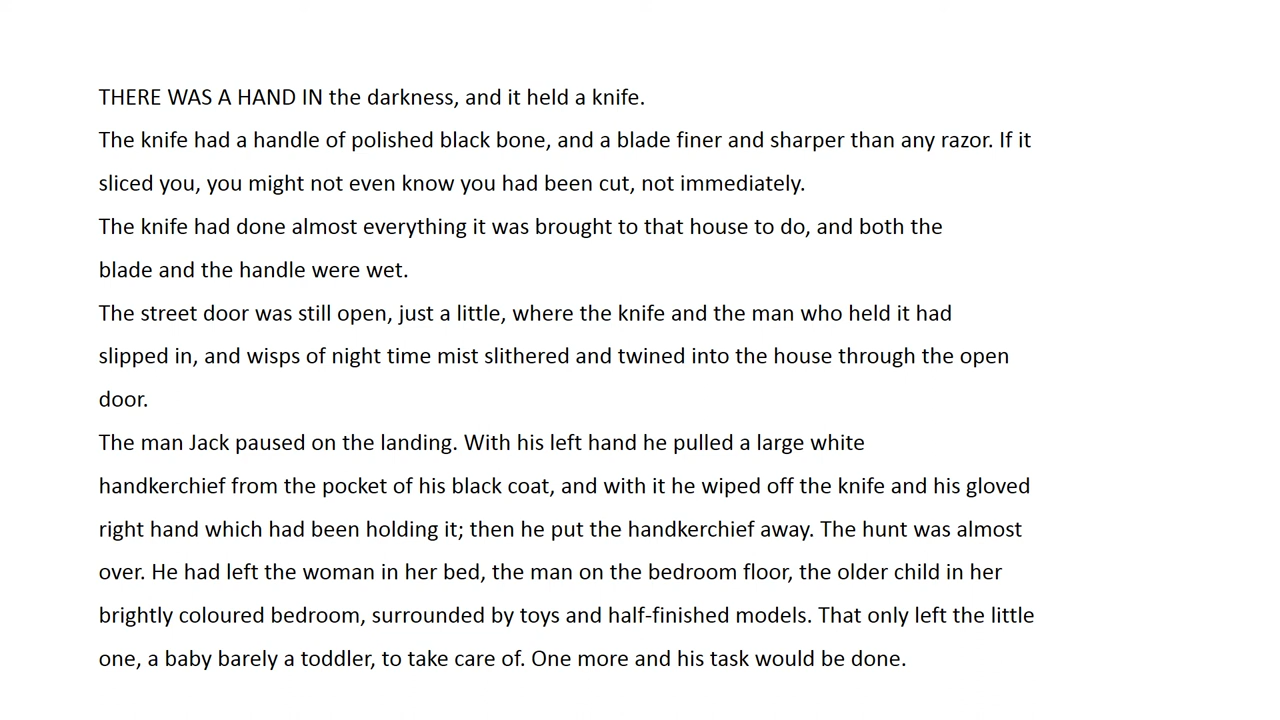 THERE WAS A HAND IN the darkness, and it held a knife.
The knife had a handle of polished black bone, and a blade finer and sharper than any razor. If it
sliced you, you might not even know you had been cut, not immediately.
The knife had done almost everything it was brought to that house to do, and both the
blade and the handle were wet.
The street door was still open, just a little, where the knife and the man who held it had
slipped in, and wisps of night time mist slithered and twined into the house through the open
door.
The man Jack paused on the landing. With his left hand he pulled a large white
handkerchief from the pocket of his black coat, and with it he wiped off the knife and his gloved
right hand which had been holding it; then he put the handkerchief away. The hunt was almost
over. He had left the woman in her bed, the man on the bedroom floor, the older child in her
brightly coloured bedroom, surrounded by toys and half-finished models. That only left the little
one, a baby barely a toddler, to take care of. One more and his task would be done.